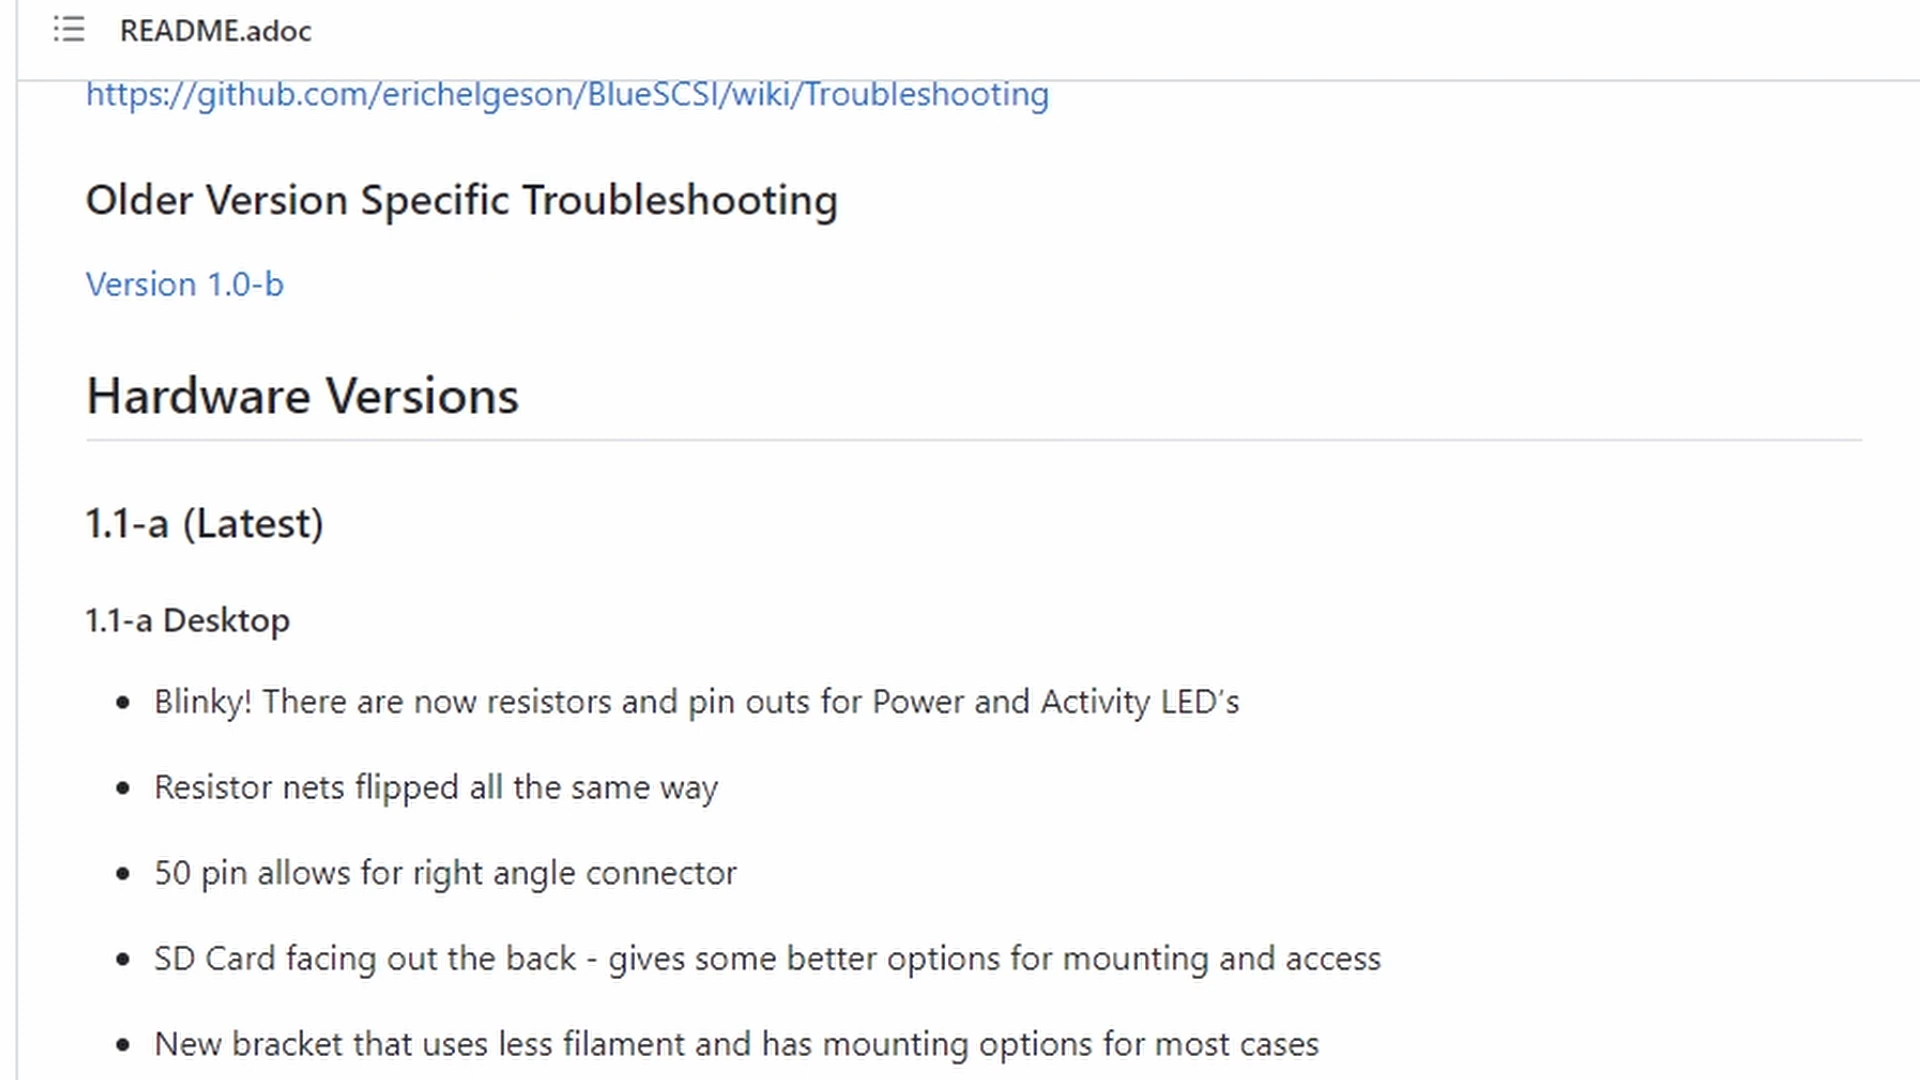 README.adoc
https://github.com/erichelgeson/BlueSCSI/wiki/Troubleshooting
Older Version Specific Troubleshooting
Version 1.0-b
Hardware Versions
1.1-a (Latest)
1.1-a Desktop
• Blinky! There are now resistors and pin outs for Power and Activity LED’s
• Resistor nets flipped all the same way
• 50 pin allows for right angle connector
• SD Card facing out the back - gives some better options for mounting and access
• New bracket that uses less filament and has mounting options for most cases